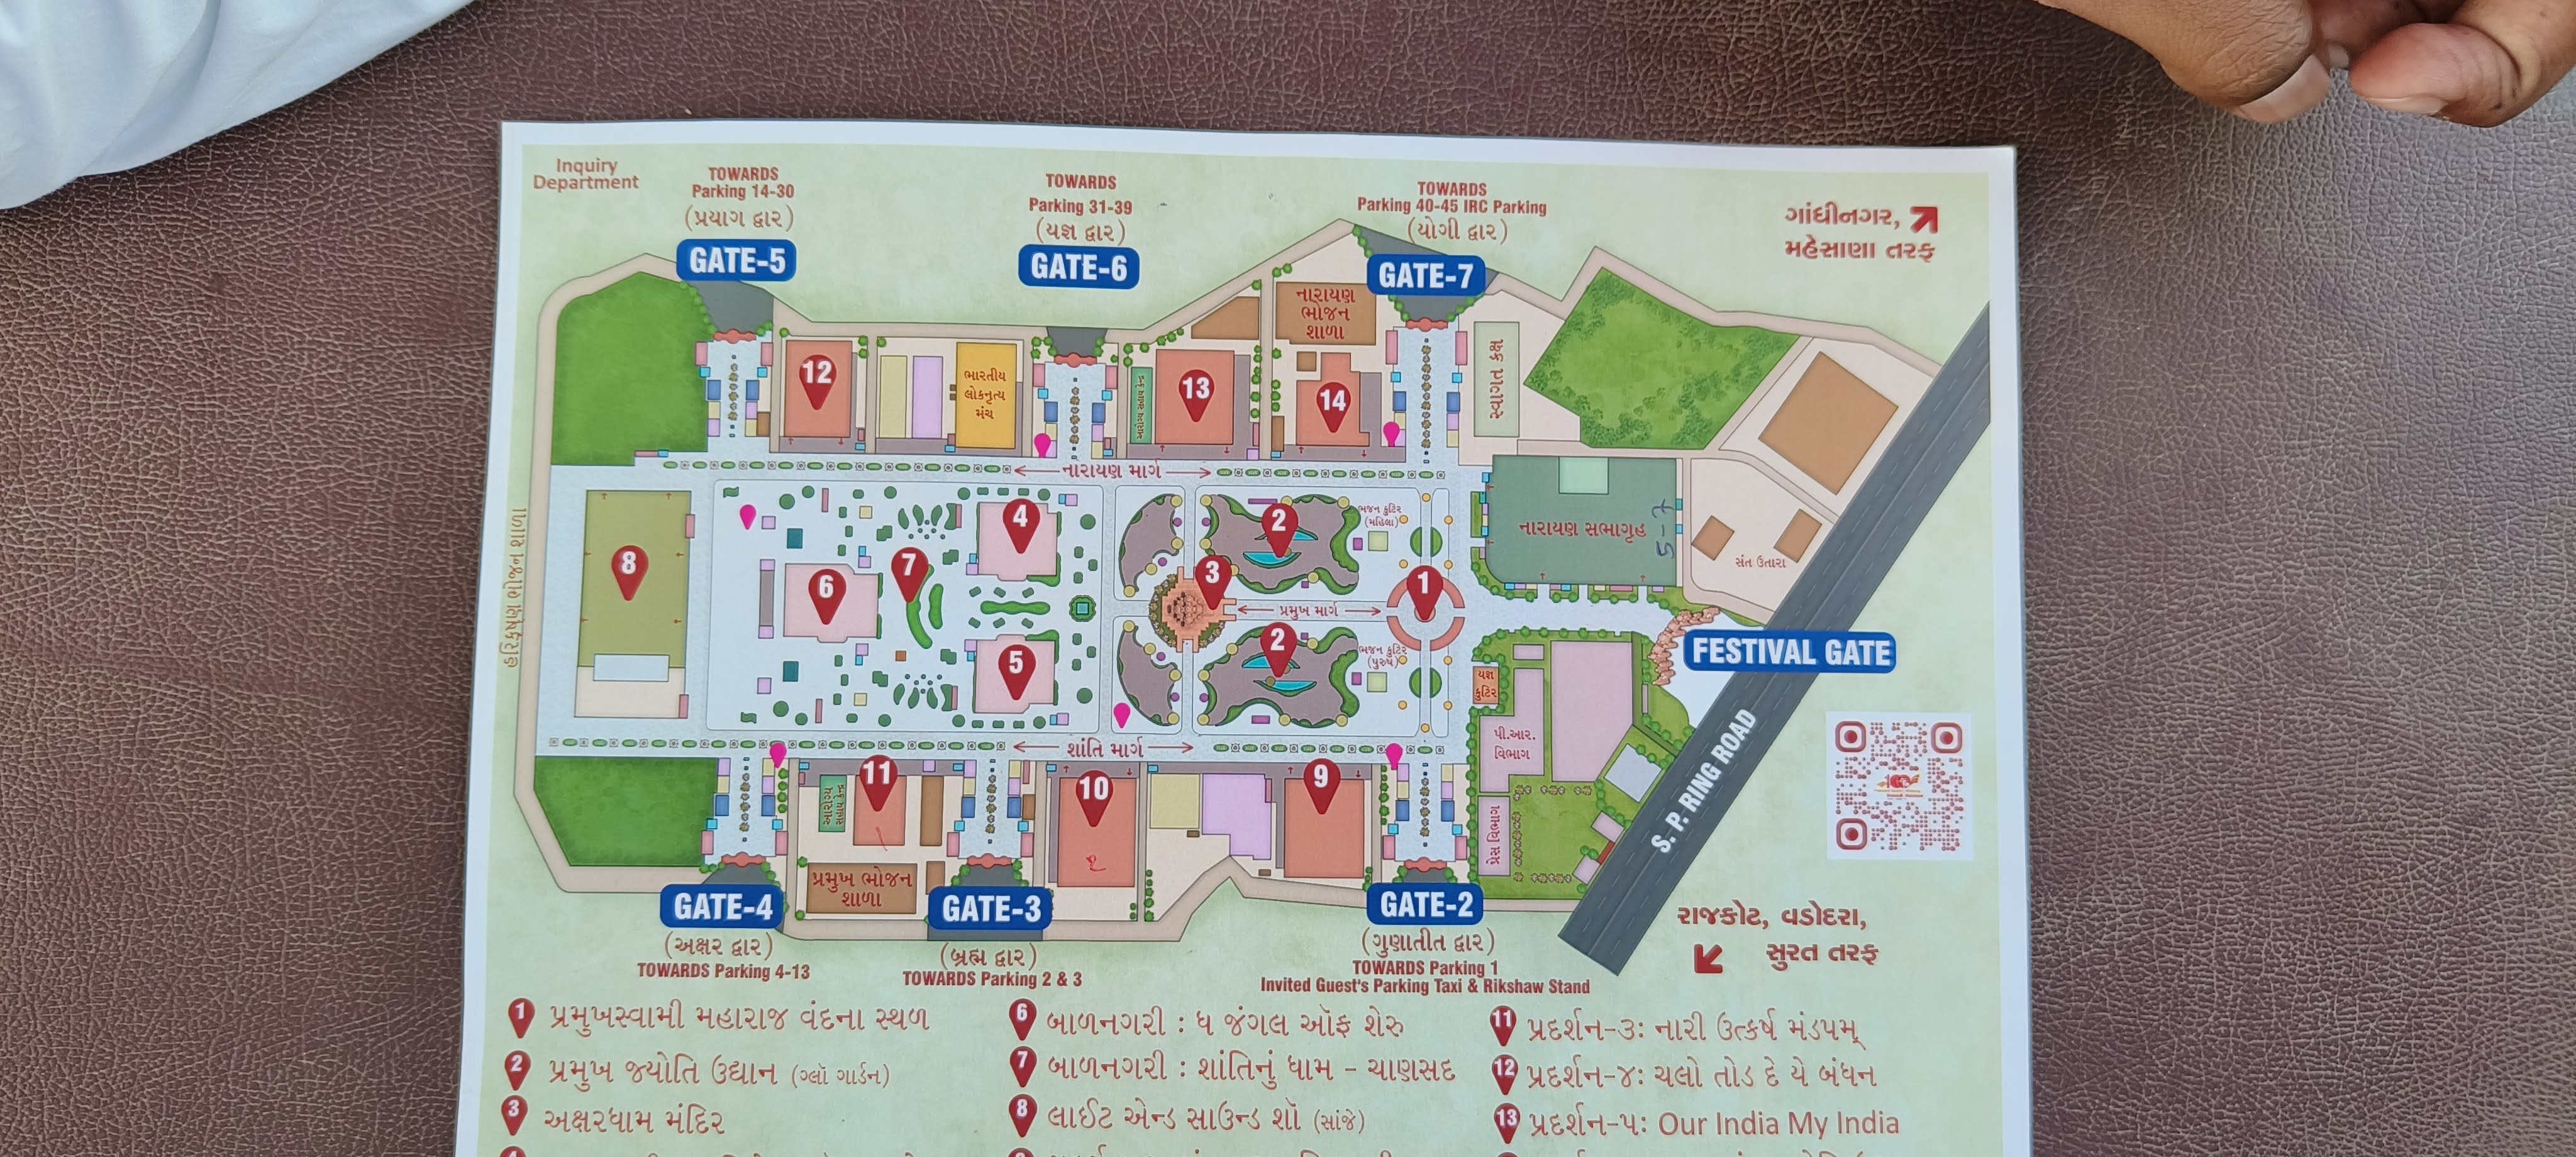 Inquiry
Department
TOWARDS
Parking 14-30
(પ્રયાગ દ્વાર)
GATE-5
TOWARDS
Parking 31-39
(યજ્ઞ દ્વાર)
GATE-6
TOWARDS
Parking 40-45 IRC Parking
(યોગી દ્વાર)
GATE-7
ગાંધીનગર,
મહેસાણા તરફ
નારાયણ
ભોજન
શાળા
12
ભારતીય
લોકનૃત્ય
મંચ
13
14
સ્વાગત કક્ષ
નારાયણ માર્ગ
8
6
7
4
5
2
ભજન કુટિર
(મહિલા)
3
પ્રમુખ માર્ગ
1
2
ભજન કુટિર
(પુરુષ)
નારાયણ સભાગૃહ
સંત ઉતારા
FESTIVAL GATE
યજ્ઞ
કુટિર
પી.આર.
વિભાગ
પ્રેસ વિભાગ
S. P. RING ROAD
શાંતિ માર્ગ
11
10
9
આરોગ્ય
સહાય કેન્દ્ર
પ્રમુખ ભોજન
શાળા
GATE-4
(અક્ષર દ્વાર)
TOWARDS Parking 4-13
GATE-3
(બ્રહ્મ દ્વાર)
TOWARDS Parking 2 & 3
GATE-2
(ગુણાતીત દ્વાર)
TOWARDS Parking 1
Invited Guest's Parking Taxi & Rikshaw Stand
રાજકોટ, વડોદરા,
સુરત તરફ
1 પ્રમુખસ્વામી મહારાજ વંદના સ્થળ
2 પ્રમુખ જ્યોતિ ઉદ્યાન (ગ્લૉ ગાર્ડન)
3 અક્ષરધામ મંદિર
6 બાળનગરી : ધ જંગલ ઑફ શેરુ
7 બાળનગરી : શાંતિનું ધામ - ચાણસદ
8 લાઈટ એન્ડ સાઉન્ડ શૉ (સાંજે)
11 પ્રદર્શન-૩: નારી ઉત્કર્ષ મંડપમ્
12 પ્રદર્શન-૪: ચલો તોડ દે યે બંધન
13 પ્રદર્શન-૫: Our India My India